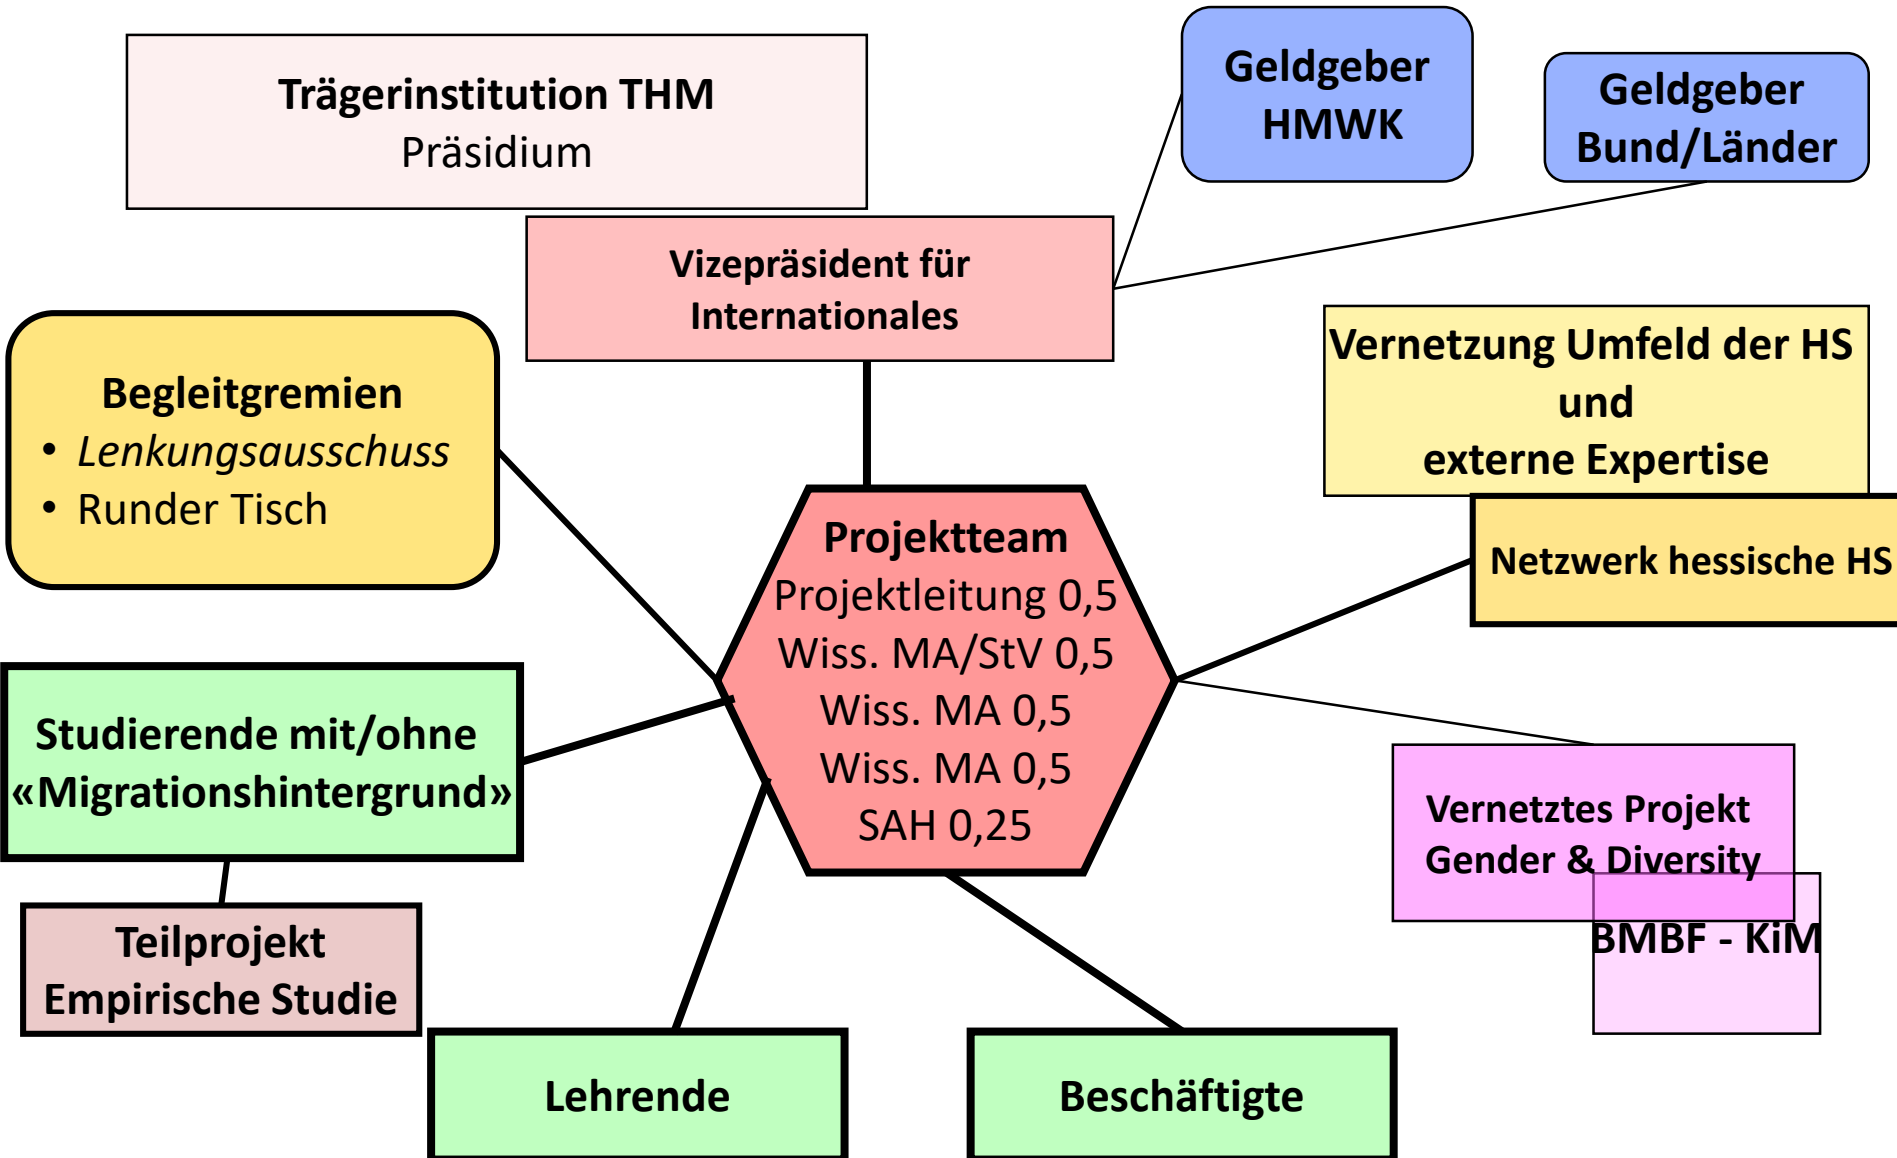 Trägerinstitution THM
Präsidium
Geldgeber
HMWK
Geldgeber
Bund/Länder
Vizepräsident für
Internationales
Begleitgremien
• Lenkungsausschuss
• Runder Tisch
Vernetzung Umfeld der HS
und
externe Expertise
Netzwerk hessische HS
Projektteam
Projektleitung 0,5
Wiss. MA/StV 0,5
Wiss. MA 0,5
Wiss. MA 0,5
SAH 0,25
Studierende mit/ohne
«Migrationshintergrund»
Vernetztes Projekt
Gender & Diversity
BMBF - KiM
Teilprojekt
Empirische Studie
Lehrende
Beschäftigte